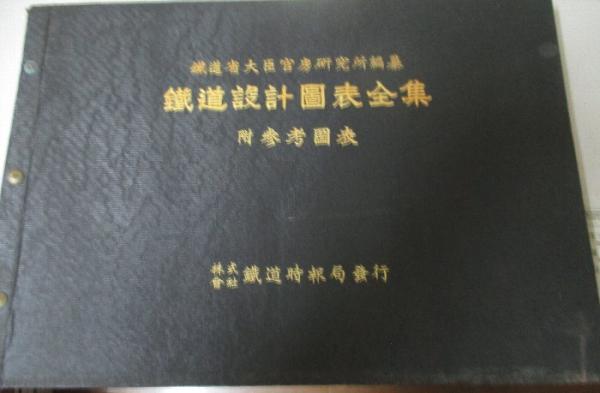 鐵道省大臣官房研究所編纂
鐵道設計圖表全集
附參考圖表
株式會社 鐵道時報局發行